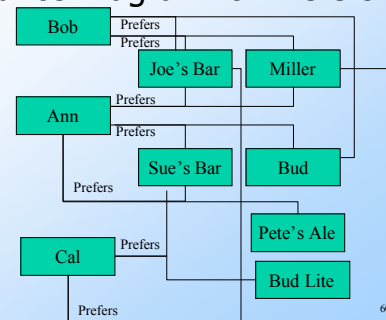 Bob
Prefers
Prefers
Joe's Bar
Miller
Prefers
Ann
Prefers
Sue's Bar
Bud
Prefers
Pete's Ale
Cal
Prefers
Bud Lite
Prefers